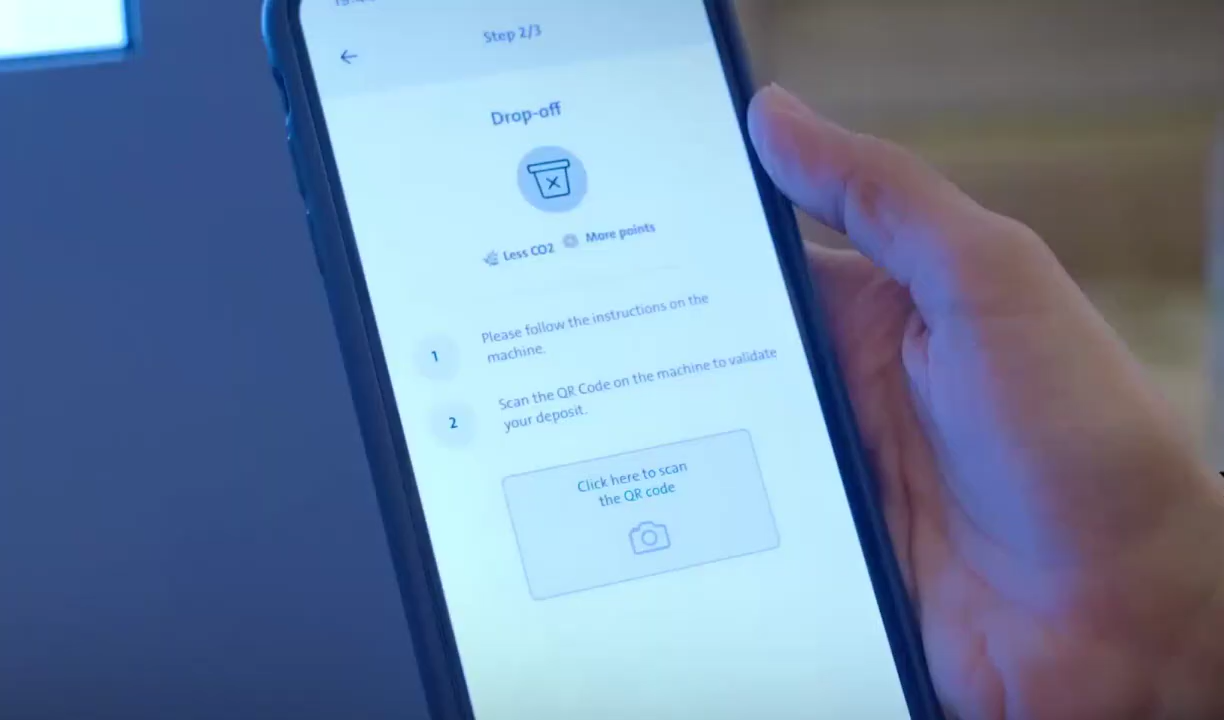 Step 2/3
Drop-off
Less CO2 More points
1
Please follow the instructions on the
machine.
2
Scan the QR Code on the machine to validate
your deposit.
Click here to scan
the QR code